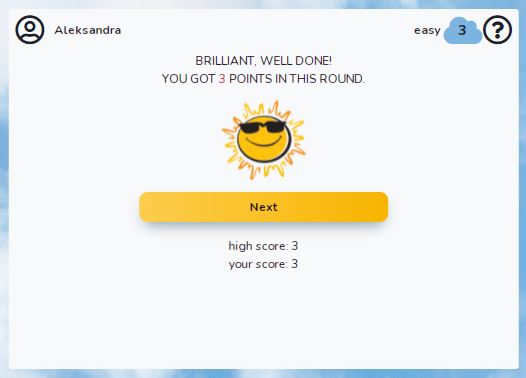 Aleksandra
easy 3 ?
BRILLIANT, WELL DONE!
YOU GOT 3 POINTS IN THIS ROUND.
Next
high score: 3
your score: 3